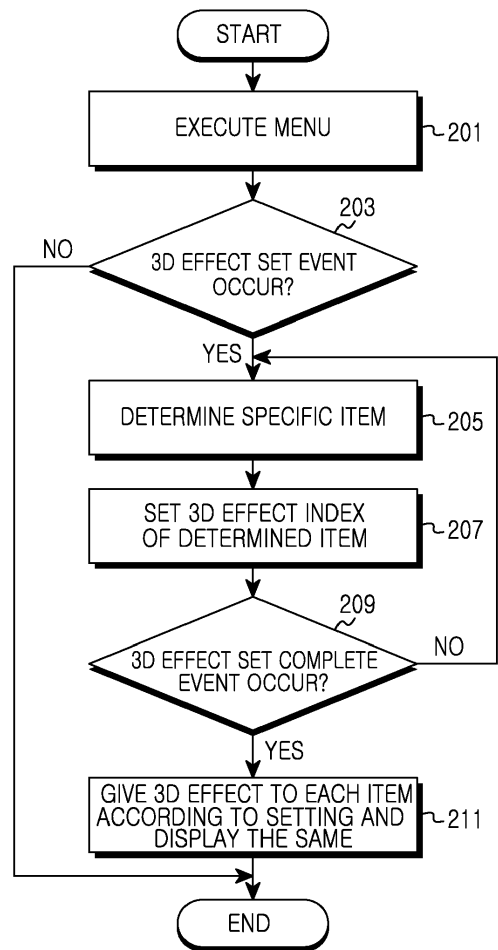 START
EXECUTE MENU
201
203
NO
3D EFFECT SET EVENT
OCCUR?
YES
DETERMINE SPECIFIC ITEM
205
SET 3D EFFECT INDEX
OF DETERMINED ITEM
207
209
NO
3D EFFECT SET COMPLETE
EVENT OCCUR?
YES
GIVE 3D EFFECT TO EACH ITEM
ACCORDING TO SETTING AND
DISPLAY THE SAME
211
END